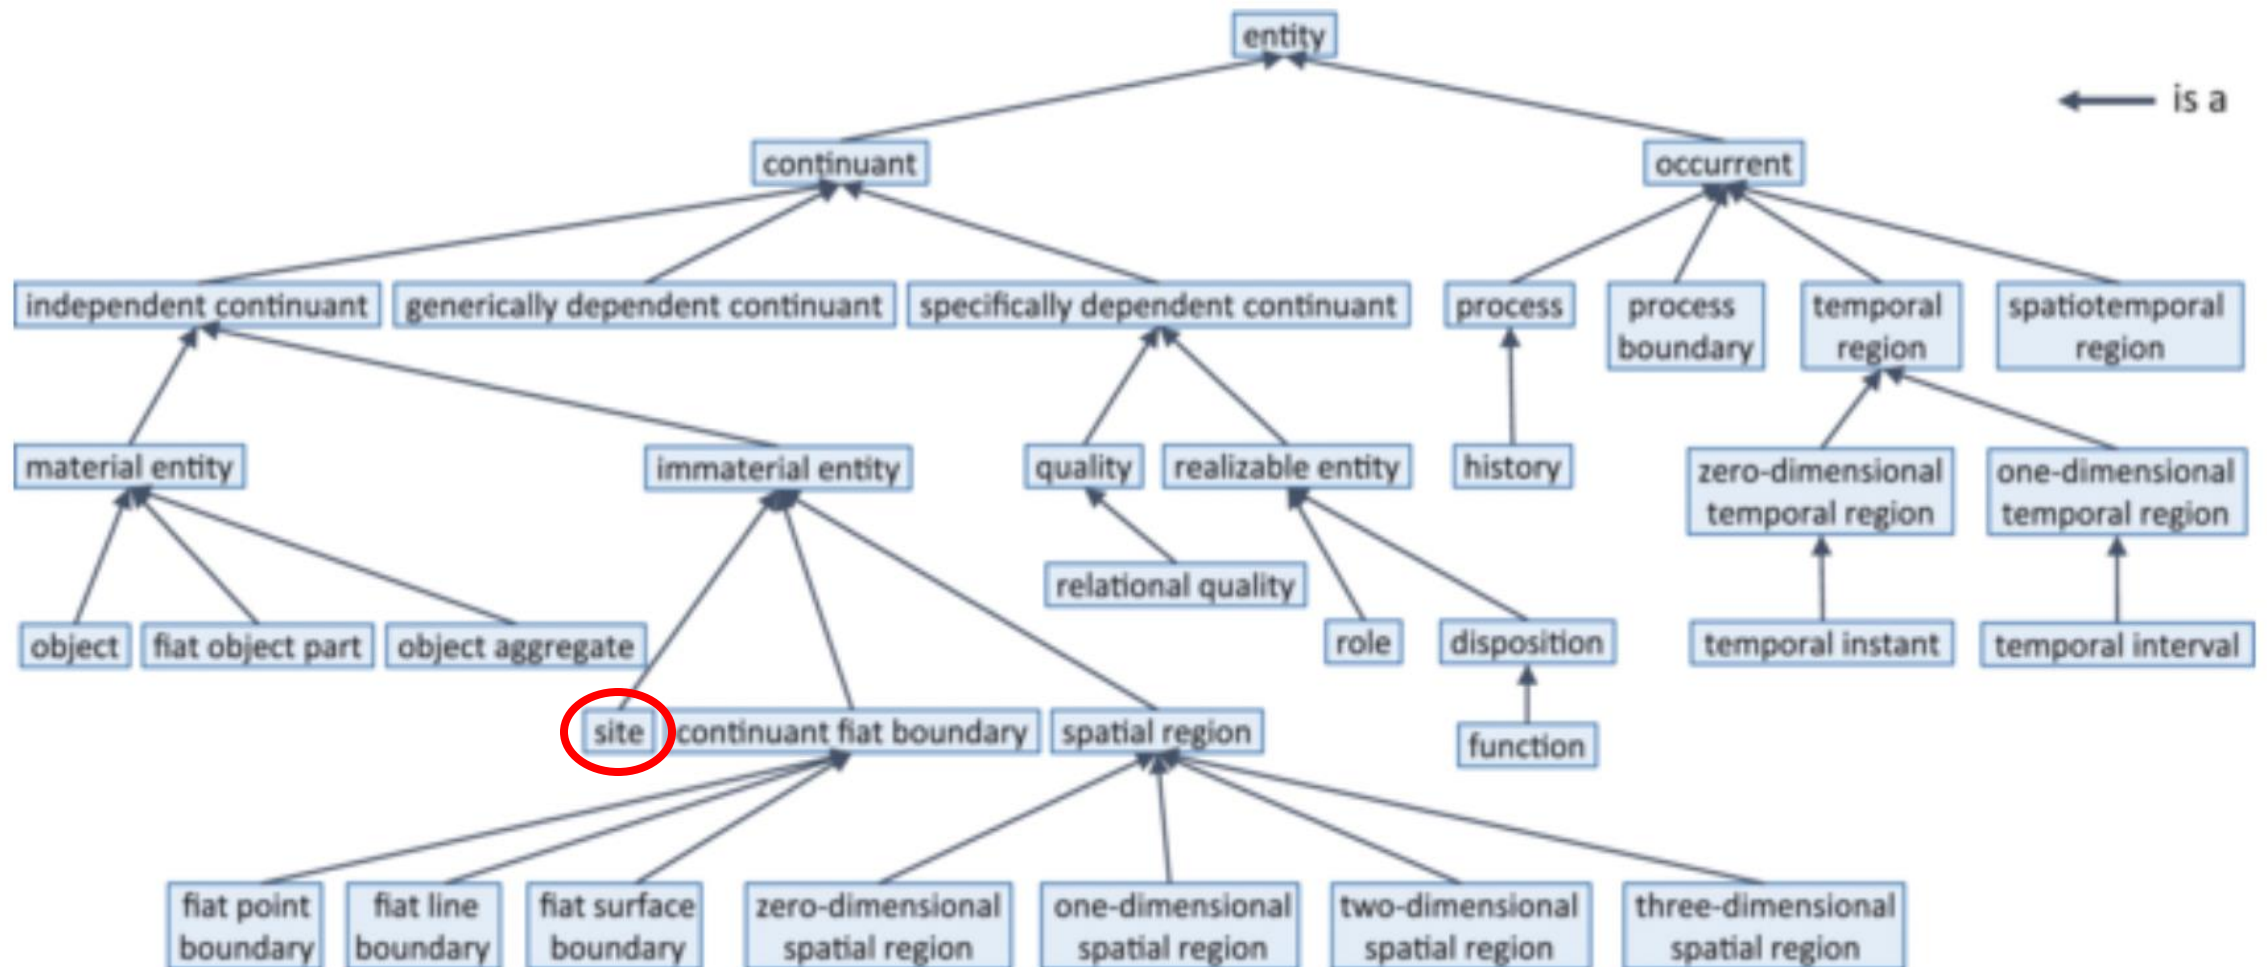 entity
is a
continuant
occurrent
independent continuant
generically dependent continuant
specifically dependent continuant
process
process
boundary
temporal
region
spatiotemporal
region
material entity
immaterial entity
quality
realizable entity
history
zero-dimensional
temporal region
one-dimensional
temporal region
relational quality
object
fiat object part
object aggregate
role
disposition
temporal instant
temporal interval
site
continuant fiat boundary
spatial region
function
fiat point
boundary
fiat line
boundary
fiat surface
boundary
zero-dimensional
spatial region
one-dimensional
spatial region
two-dimensional
spatial region
three-dimensional
spatial region